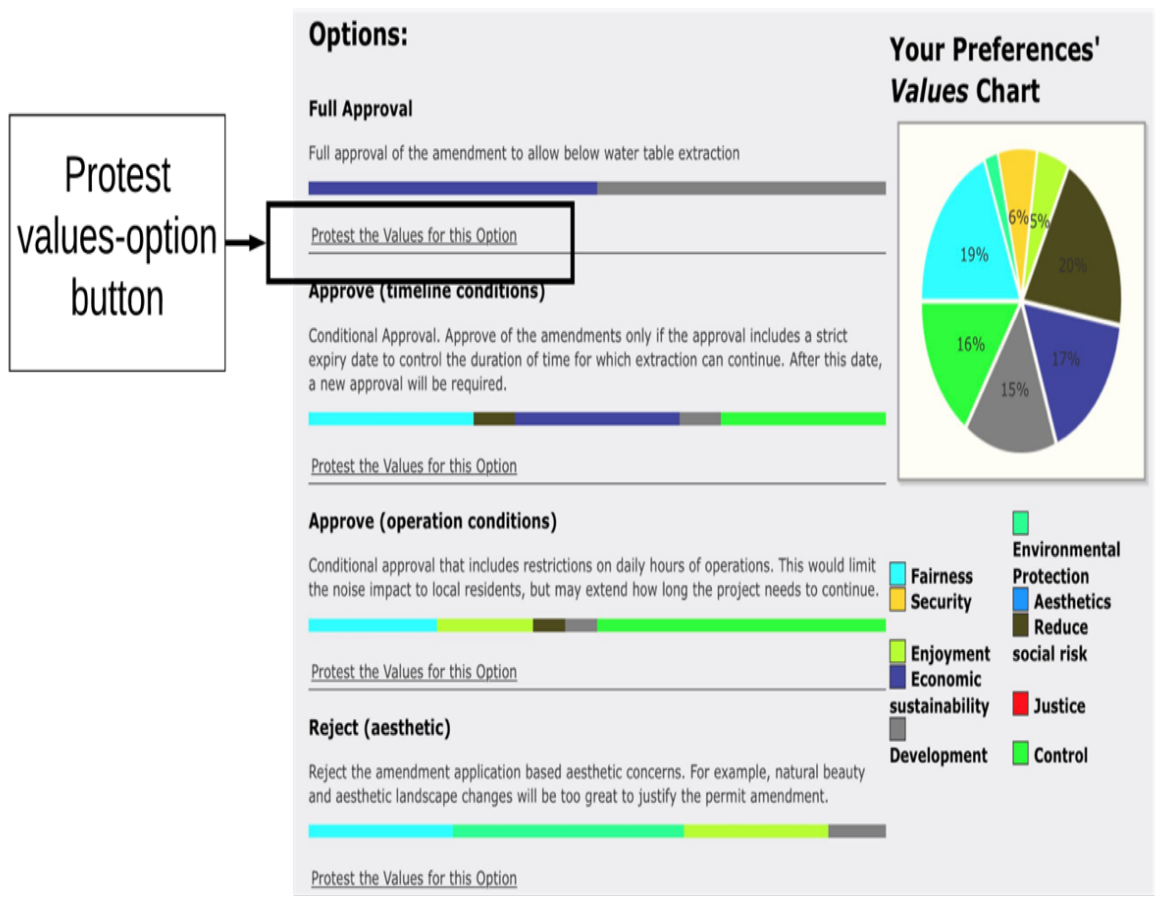 Protest
values-option
button
Options:
Full Approval
Full approval of the amendment to allow below water table extraction
Protest the Values for this Option
Approve (timeline conditions)
Conditional Approval. Approve of the amendments only if the approval includes a strict
expiry date to control the duration of time for which extraction can continue. After this date,
a new approval will be required.
Protest the Values for this Option
Approve (operation conditions)
Conditional approval that includes restrictions on daily hours of operations. This would limit
the noise impact to local residents, but may extend how long the project needs to continue.
Protest the Values for this Option
Reject (aesthetic)
Reject the amendment application based aesthetic concerns. For example, natural beauty
and aesthetic landscape changes will be too great to justify the permit amendment.
Protest the Values for this Option
Your Preferences'
Values Chart
6%
5%
19%
20%
16%
17%
15%
Fairness
Security
Enjoyment
Economic
sustainability
Development
Environmental
Protection
Aesthetics
Reduce
social risk
Justice
Control